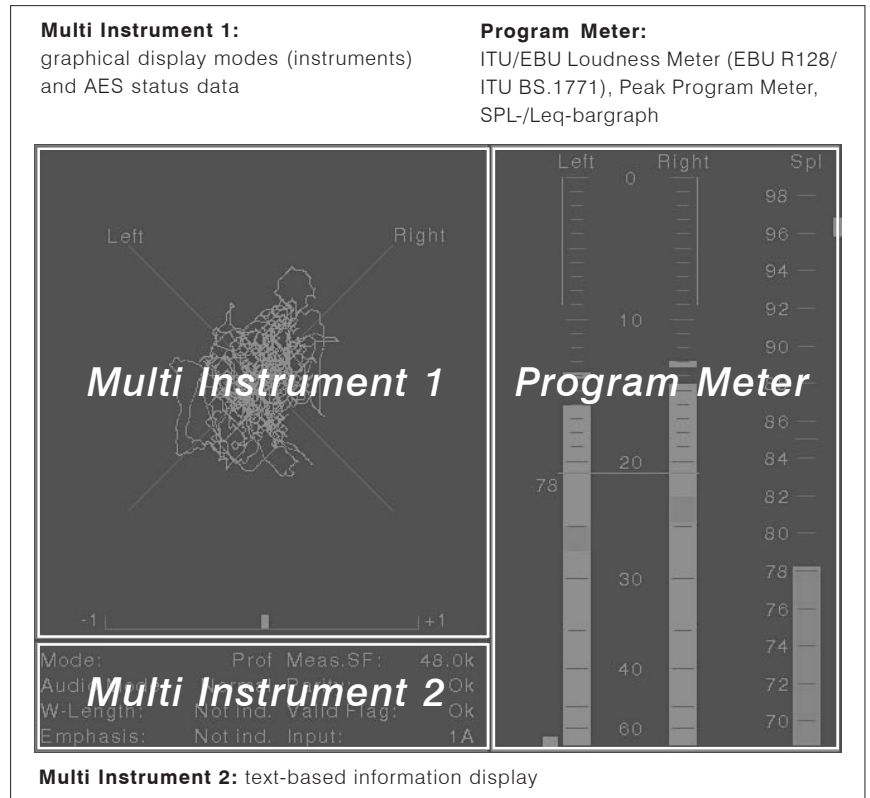 Multi Instrument 1:
graphical display modes (instruments)
and AES status data
Program Meter:
ITU/EBU Loudness Meter (EBU R128/
ITU BS.1771), Peak Program Meter,
SPL-/Leq-bargraph
Left
Right
Multi Instrument 1
-1
+1
Mode: Prof Meas.SF: 48.0k
Audio Mode: Normal Parity: Ok
Multi Instrument 2
W-Length: Not ind. Valid Flag: Ok
Emphasis: Not ind. Input: 1A
Left Right Spl
0
10
20
30
40
60
78
Program Meter
98
96
94
92
90
86
84
82
80
78
76
74
72
70
Multi Instrument 2: text-based information display